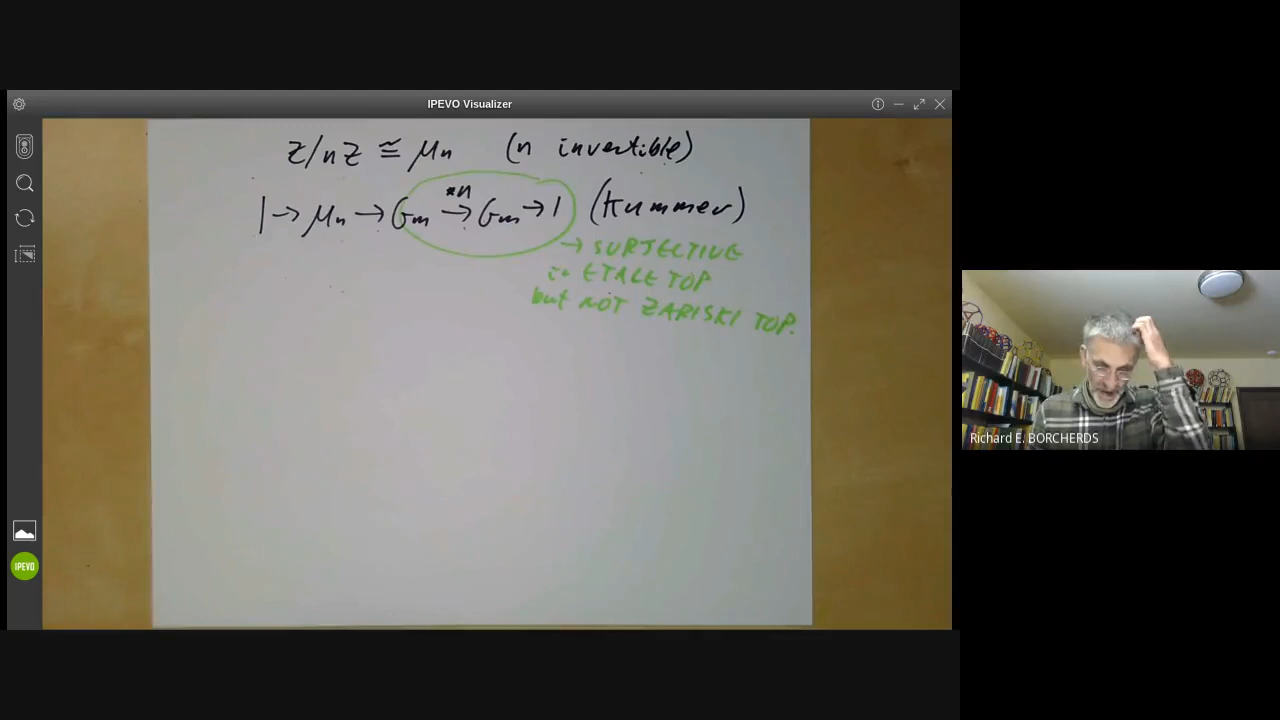 IPEVO Visualizer
Z/nZ ≅ μn (n invertible)
1 → μn → Gm *n→ Gm → 1 (Kummer)
→ SURJECTIVE
in ETALE TOP
but NOT ZARISKI TOP.
Richard E. BORCHERDS
IPEVO